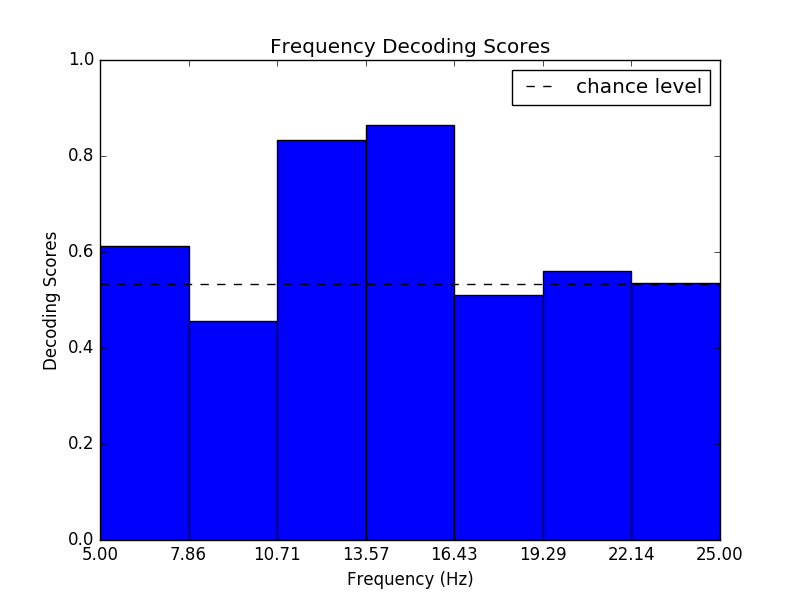 Frequency Decoding Scores
chance level
1.0
0.8
0.6
0.4
0.2
0.0
Decoding Scores
5.00 7.86 10.71 13.57 16.43 19.29 22.14 25.00
Frequency (Hz)